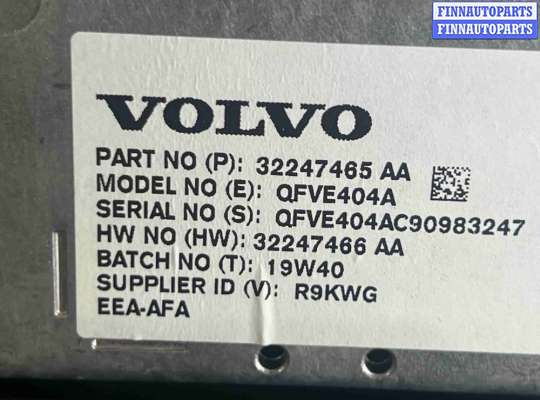 FINNAUTOPARTS
FINNAUTOPARTS
VOLVO
PART NO (P): 32247465 AA
MODEL NO (E): QFVE404A
SERIAL NO (S): QFVE404AC90983247
HW NO (HW): 32247466 AA
BATCH NO (T): 19W40
SUPPLIER ID (V): R9KWG
EEA-AFA